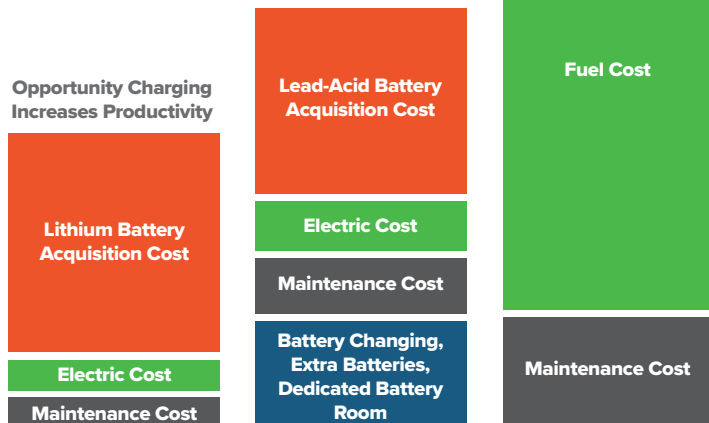 Opportunity Charging
Increases Productivity
Lithium Battery
Acquisition Cost
Electric Cost
Maintenance Cost
Lead-Acid Battery
Acquisition Cost
Electric Cost
Maintenance Cost
Battery Changing,
Extra Batteries,
Dedicated Battery
Room
Fuel Cost
Maintenance Cost